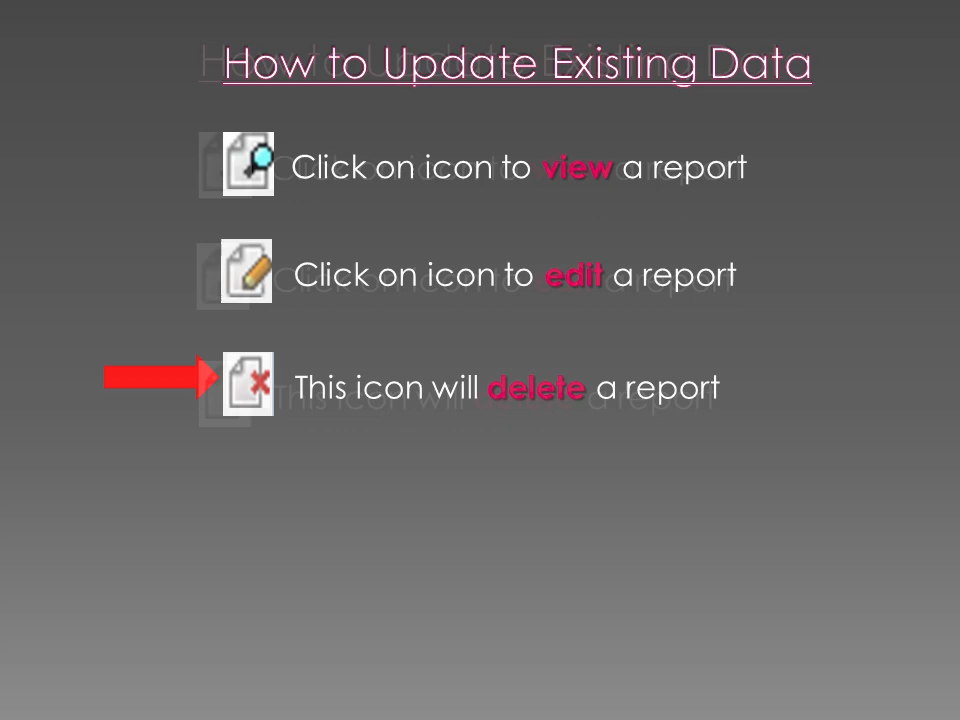 How to Update Existing Data
Click on icon to view a report
Click on icon to edit a report
This icon will delete a report